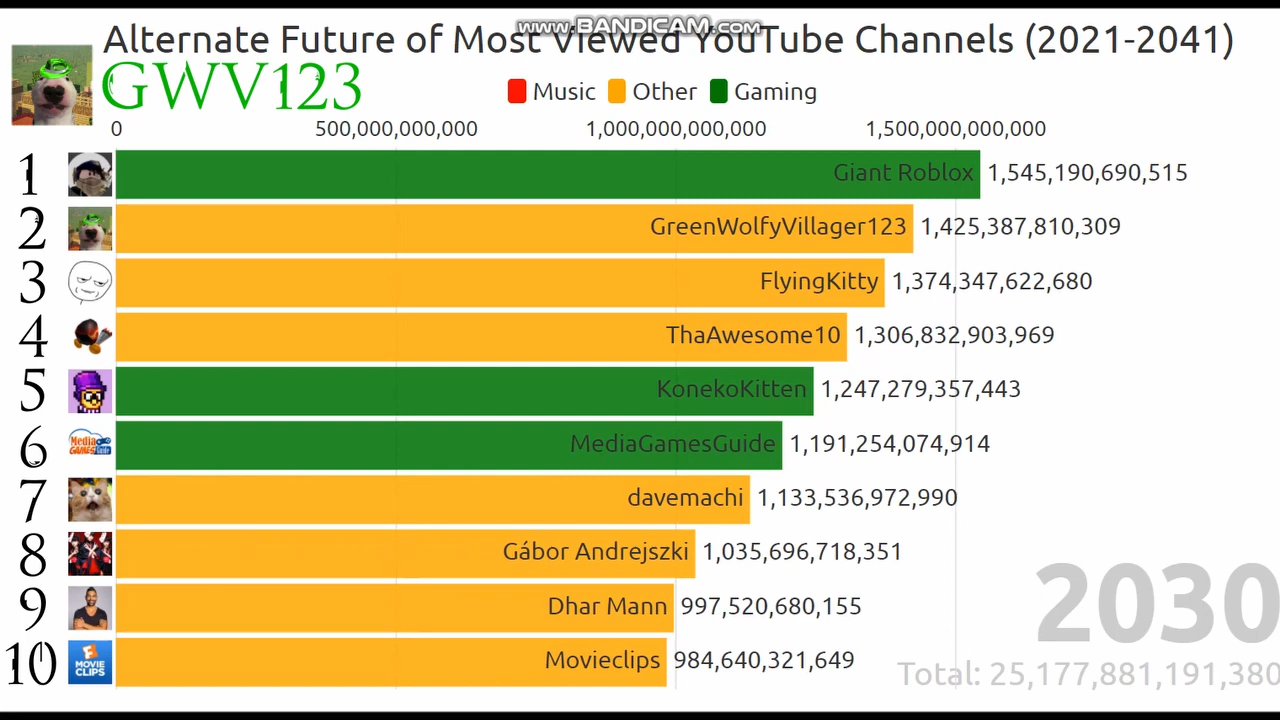 www.BANDICAM.com
Alternate Future of Most Viewed YouTube Channels (2021-2041)
GWV123
Music Other Gaming
0 500,000,000,000 1,000,000,000,000 1,500,000,000,000
1 Giant Roblox 1,545,190,690,515
2 GreenWolfyVillager123 1,425,387,810,309
3 FlyingKitty 1,374,347,622,680
4 ThaAwesome10 1,306,832,903,969
5 KonekoKitten 1,247,279,357,443
6 Media GAMES Guide MediaGamesGuide 1,191,254,074,914
7 davemachi 1,133,536,972,990
8 Gábor Andrejszki 1,035,696,718,351
9 Dhar Mann 997,520,680,155
10 F MOVIE CLIPS Movieclips 984,640,321,649
2030
Total: 25,177,881,191,380